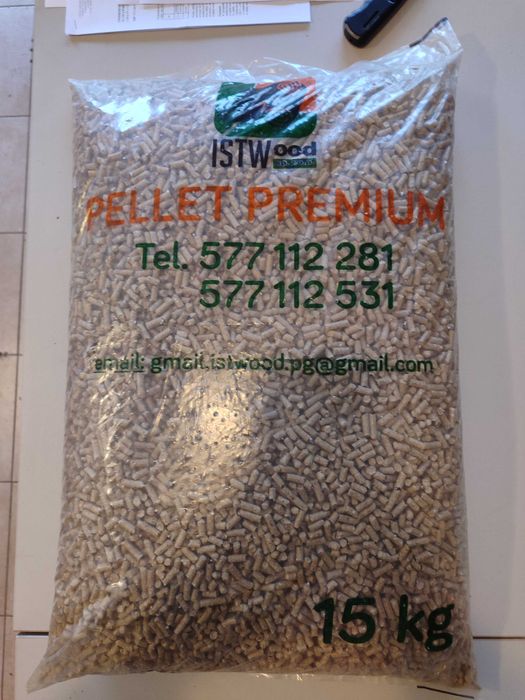 ISTWood
PELLET PREMIUM
Tel. 577 112 281
577 112 531
email: gmail.istwood.pg@gmail.com
15 kg